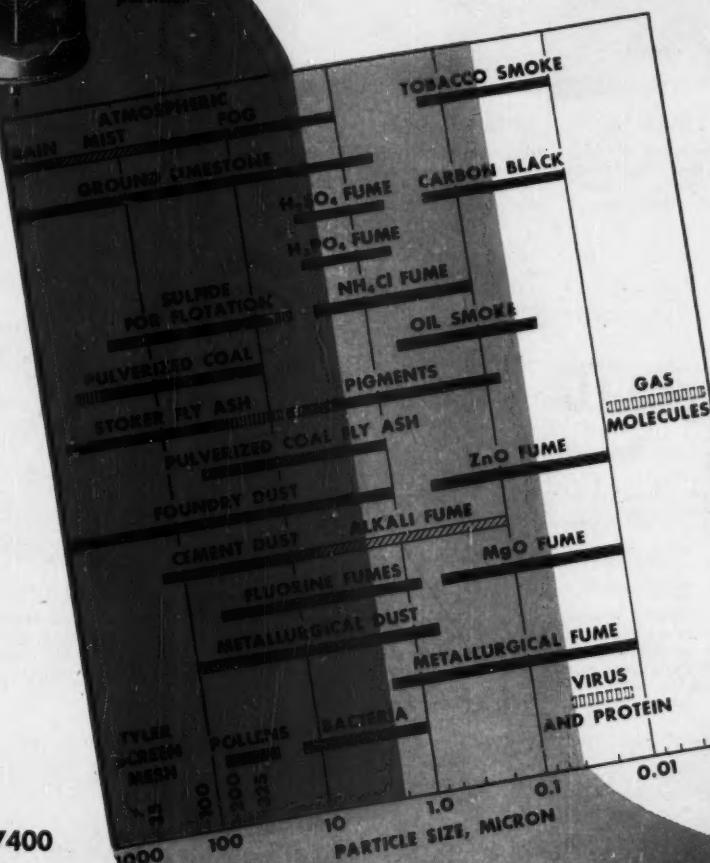 TOBACCO SMOKE
ATMOSPHERIC
RAIN MIST FOG
GROUND LIMESTONE
CARBON BLACK
H₂SO₄ FUME
H₃PO₄ FUME
NH₄Cl FUME
SULFIDE
FOR FLOTATION
OIL SMOKE
PULVERIZED COAL
PIGMENTS
GAS
MOLECULES
STOKER FLY ASH
PULVERIZED COAL FLY ASH
ZnO FUME
FOUNDRY DUST
ALKALI FUME
CEMENT DUST
MgO FUME
FLUORINE FUMES
METALLURGICAL DUST
METALLURGICAL FUME
VIRUS
AND PROTEIN
BACTERIA
POLLENS
TYLER
SCREEN
MESH
100
200
325
1000
100
10
1.0
0.1
0.01
PARTICLE SIZE, MICRON
7400